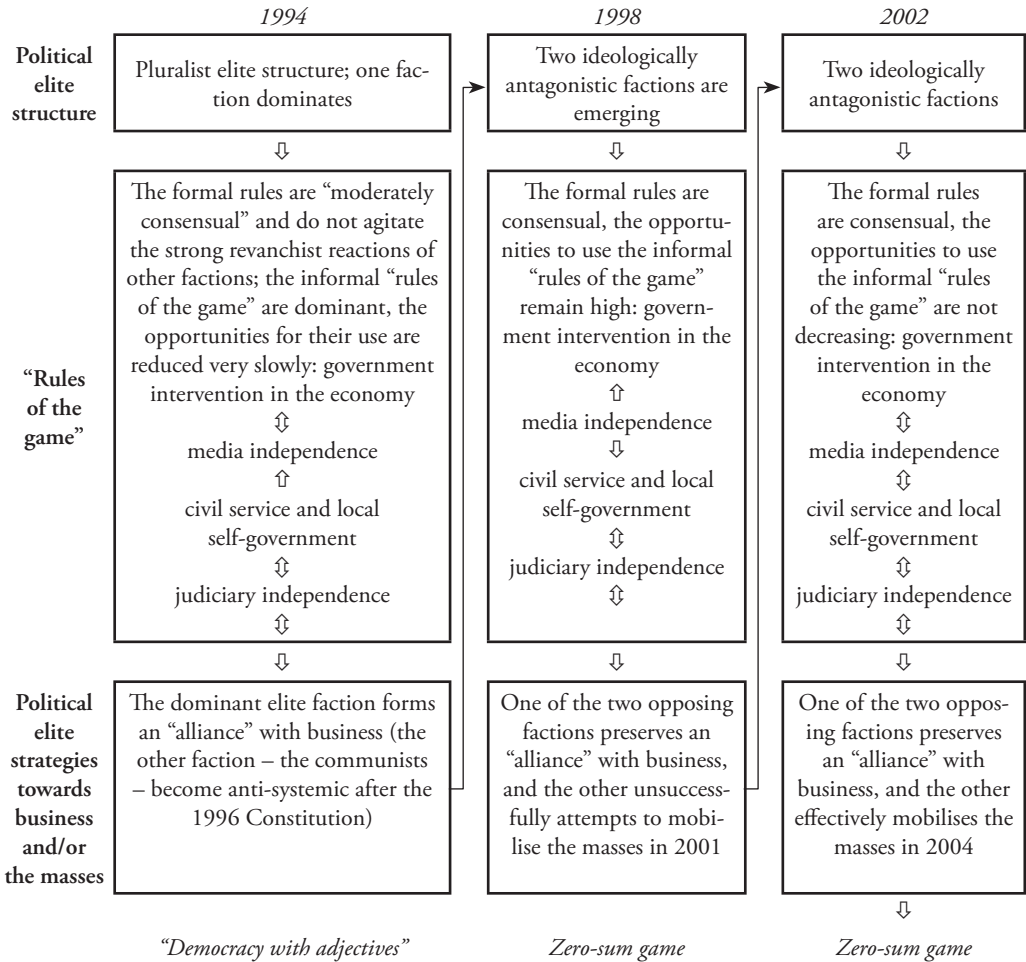 1994
1998
2002
Political
elite
structure
Pluralist elite structure; one fac-
tion dominates
Two ideologically
antagonistic factions are
emerging
Two ideologically
antagonistic factions
⇩
⇩
⇩
“Rules
of the
game”
The formal rules are “moderately
consensual” and do not agitate
the strong revanchist reactions of
other factions; the informal “rules
of the game” are dominant, the
opportunities for their use are
reduced very slowly: government
intervention in the economy
⇳
media independence
⇧
civil service and local
self-government
⇳
judiciary independence
⇳
The formal rules are
consensual, the opportu-
nities to use the informal
“rules of the game”
remain high: govern-
ment intervention in the
economy
⇧
media independence
⇩
civil service and local
self-government
⇳
judiciary independence
⇳
The formal rules
are consensual, the
opportunities to use
the informal “rules
of the game” are not
decreasing: government
intervention in the
economy
⇳
media independence
⇳
civil service and local
self-government
⇳
judiciary independence
⇳
⇩
⇩
⇩
Political
elite
strategies
towards
business
and/or
the masses
The dominant elite faction forms
an “alliance” with business (the
other faction – the communists
– become anti-systemic after the
1996 Constitution)
One of the two opposing
factions preserves an
“alliance” with business,
and the other unsuccess-
fully attempts to mobi-
lise the masses in 2001
One of the two oppos-
ing factions preserves
an “alliance” with
business, and the other
effectively mobilises the
masses in 2004
⇩
“Democracy with adjectives”
Zero-sum game
Zero-sum game